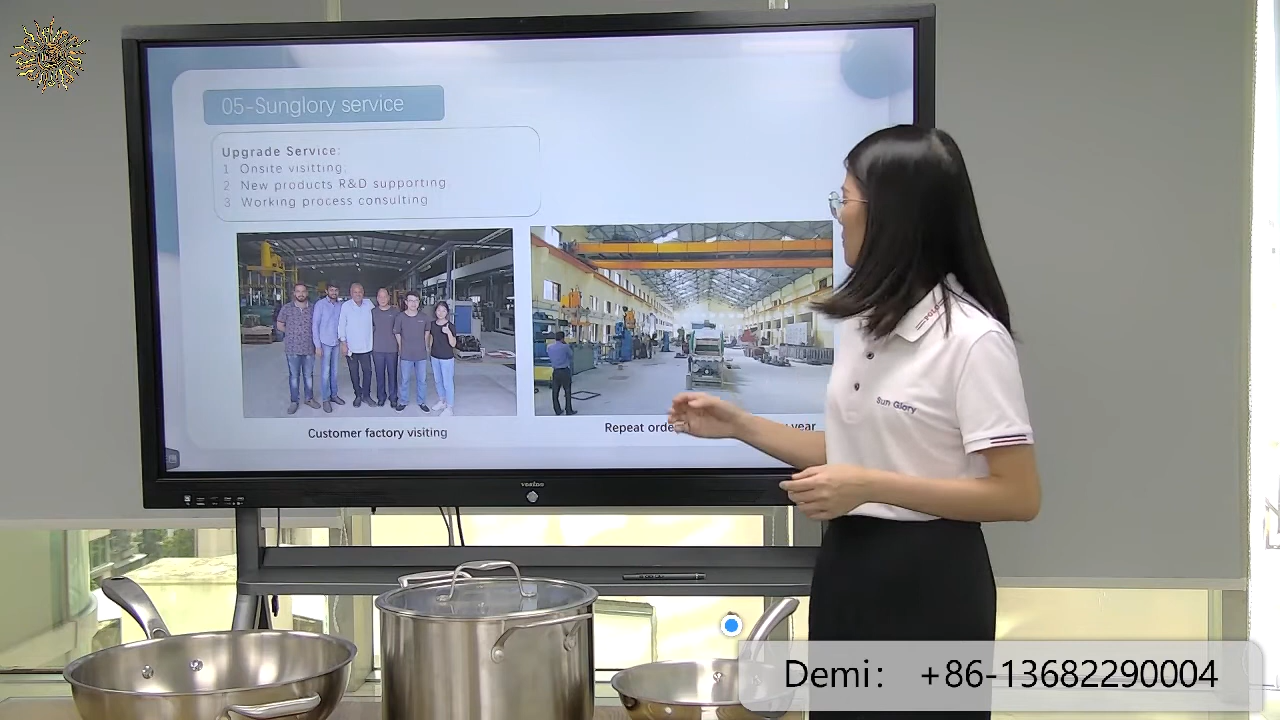 05-Sunglory service
Upgrade Service:
1 Onsite visitting;
2 New products R&D supporting
3 Working process consulting
Customer factory visiting
Repeat orde
year
Sun Glory
Demi: +86-13682290004